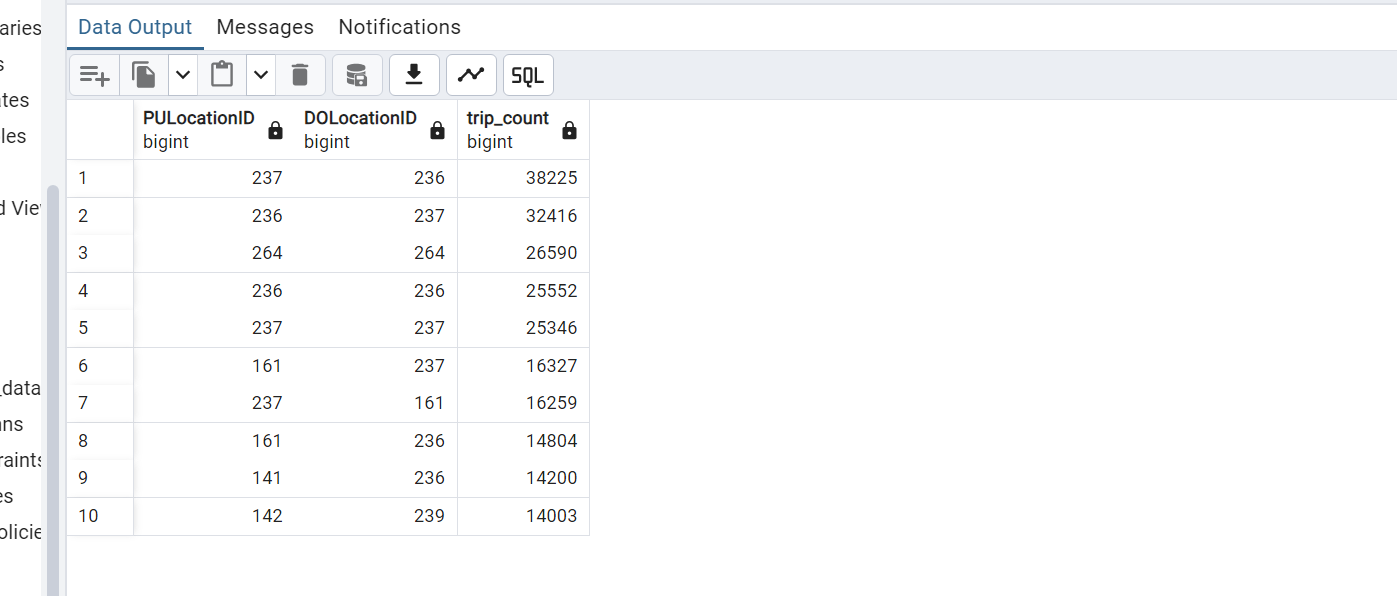 Data Output Messages Notifications
SQL
PULocationID DOLocationID trip_count
bigint bigint bigint
1 237 236 38225
2 236 237 32416
3 264 264 26590
4 236 236 25552
5 237 237 25346
6 161 237 16327
7 237 161 16259
8 161 236 14804
9 141 236 14200
10 142 239 14003
aries
s
les
d Vie
_data
raints
es
olicie